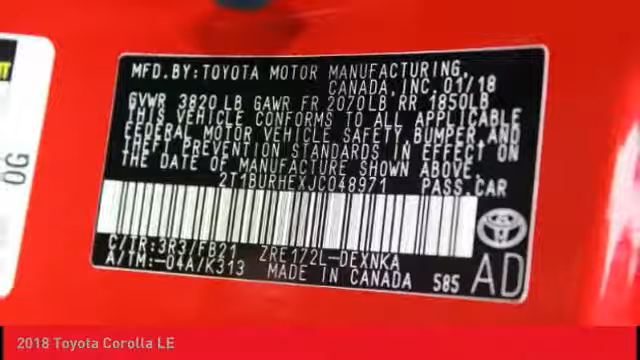 MFD. BY: TOYOTA MOTOR MANUFACTURING,
CANADA, INC. 01/18
GVWR 3820 LB GAWR FR 2070LB RR 1850LB
THIS VEHICLE CONFORMS TO ALL APPLICABLE
FEDERAL MOTOR VEHICLE SAFETY, BUMPER AND
THEFT PREVENTION STANDARDS IN EFFECT ON
THE DATE OF MANUFACTURE SHOWN ABOVE.
2T1BURHEXJC048971 PASS.CAR
C/TR:3R3/FB21 ZRE172L-DEXNKA
A/TM:-04A/K313 MADE IN CANADA 585 AD
OG
2018 Toyota Corolla LE